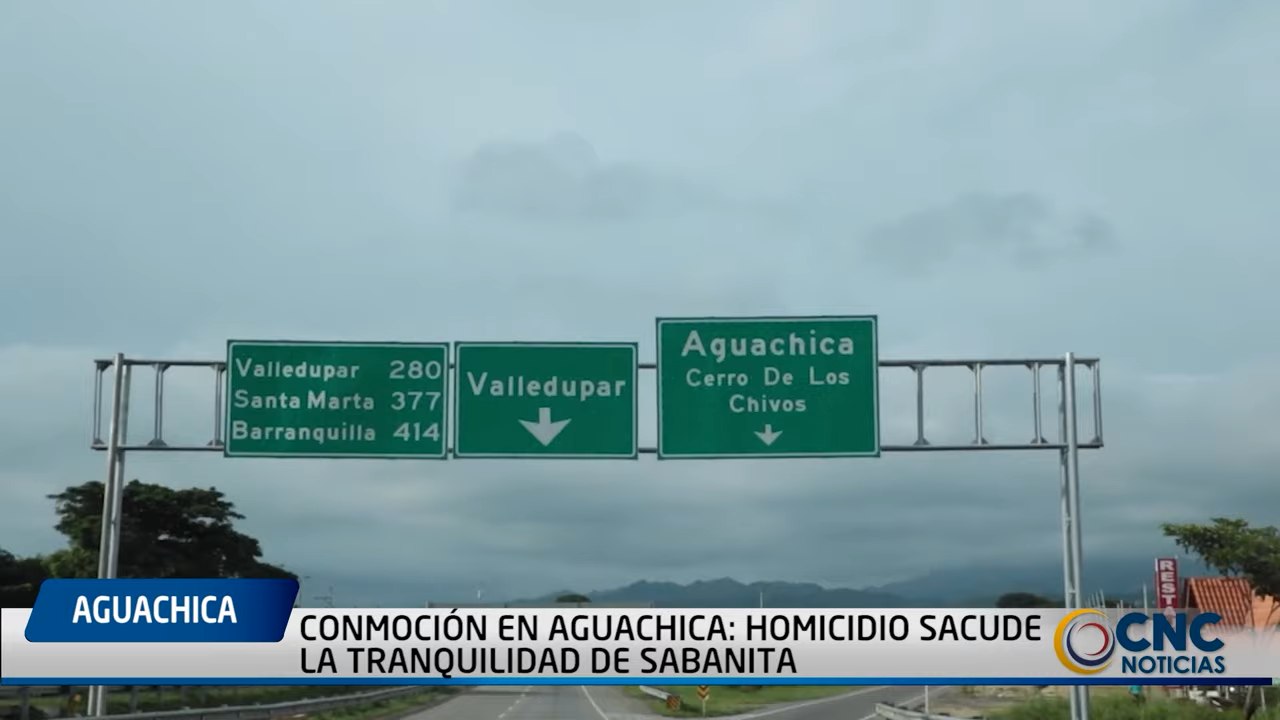 Valledupar 280
Santa Marta 377
Barranquilla 414
Valledupar
Aguachica
Cerro De Los
Chivos
AGUACHICA
CONMOCIÓN EN AGUACHICA: HOMICIDIO SACUDE
LA TRANQUILIDAD DE SABANITA
CNC
NOTICIAS